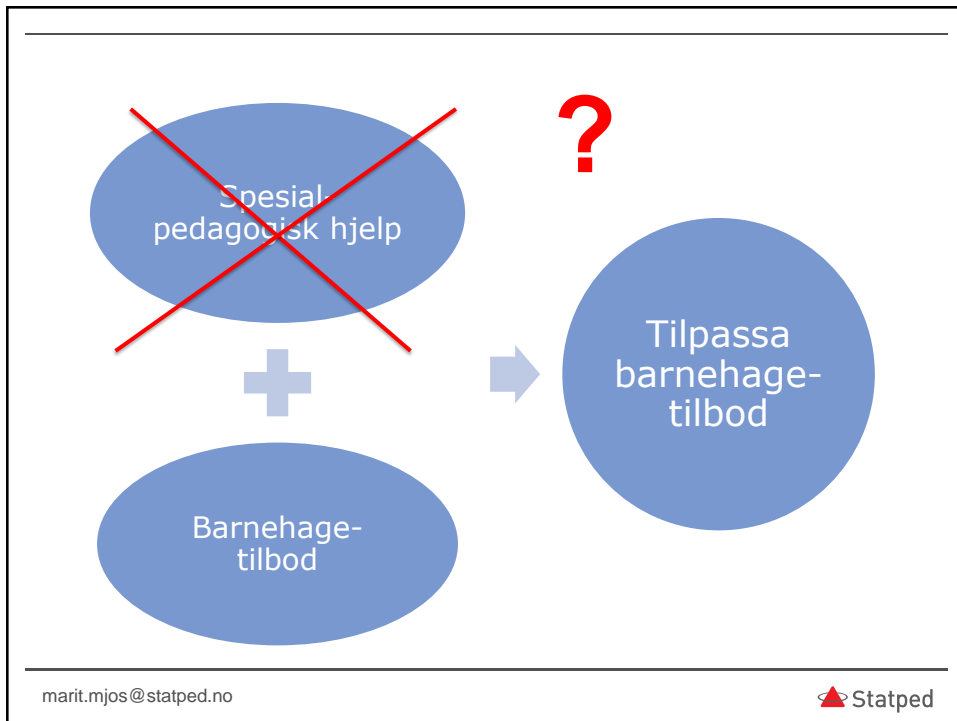 ?
Spesial-
pedagogisk hjelp
Tilpassa
barnehage-
tilbod
Barnehage-
tilbod
marit.mjos@statped.no
Statped